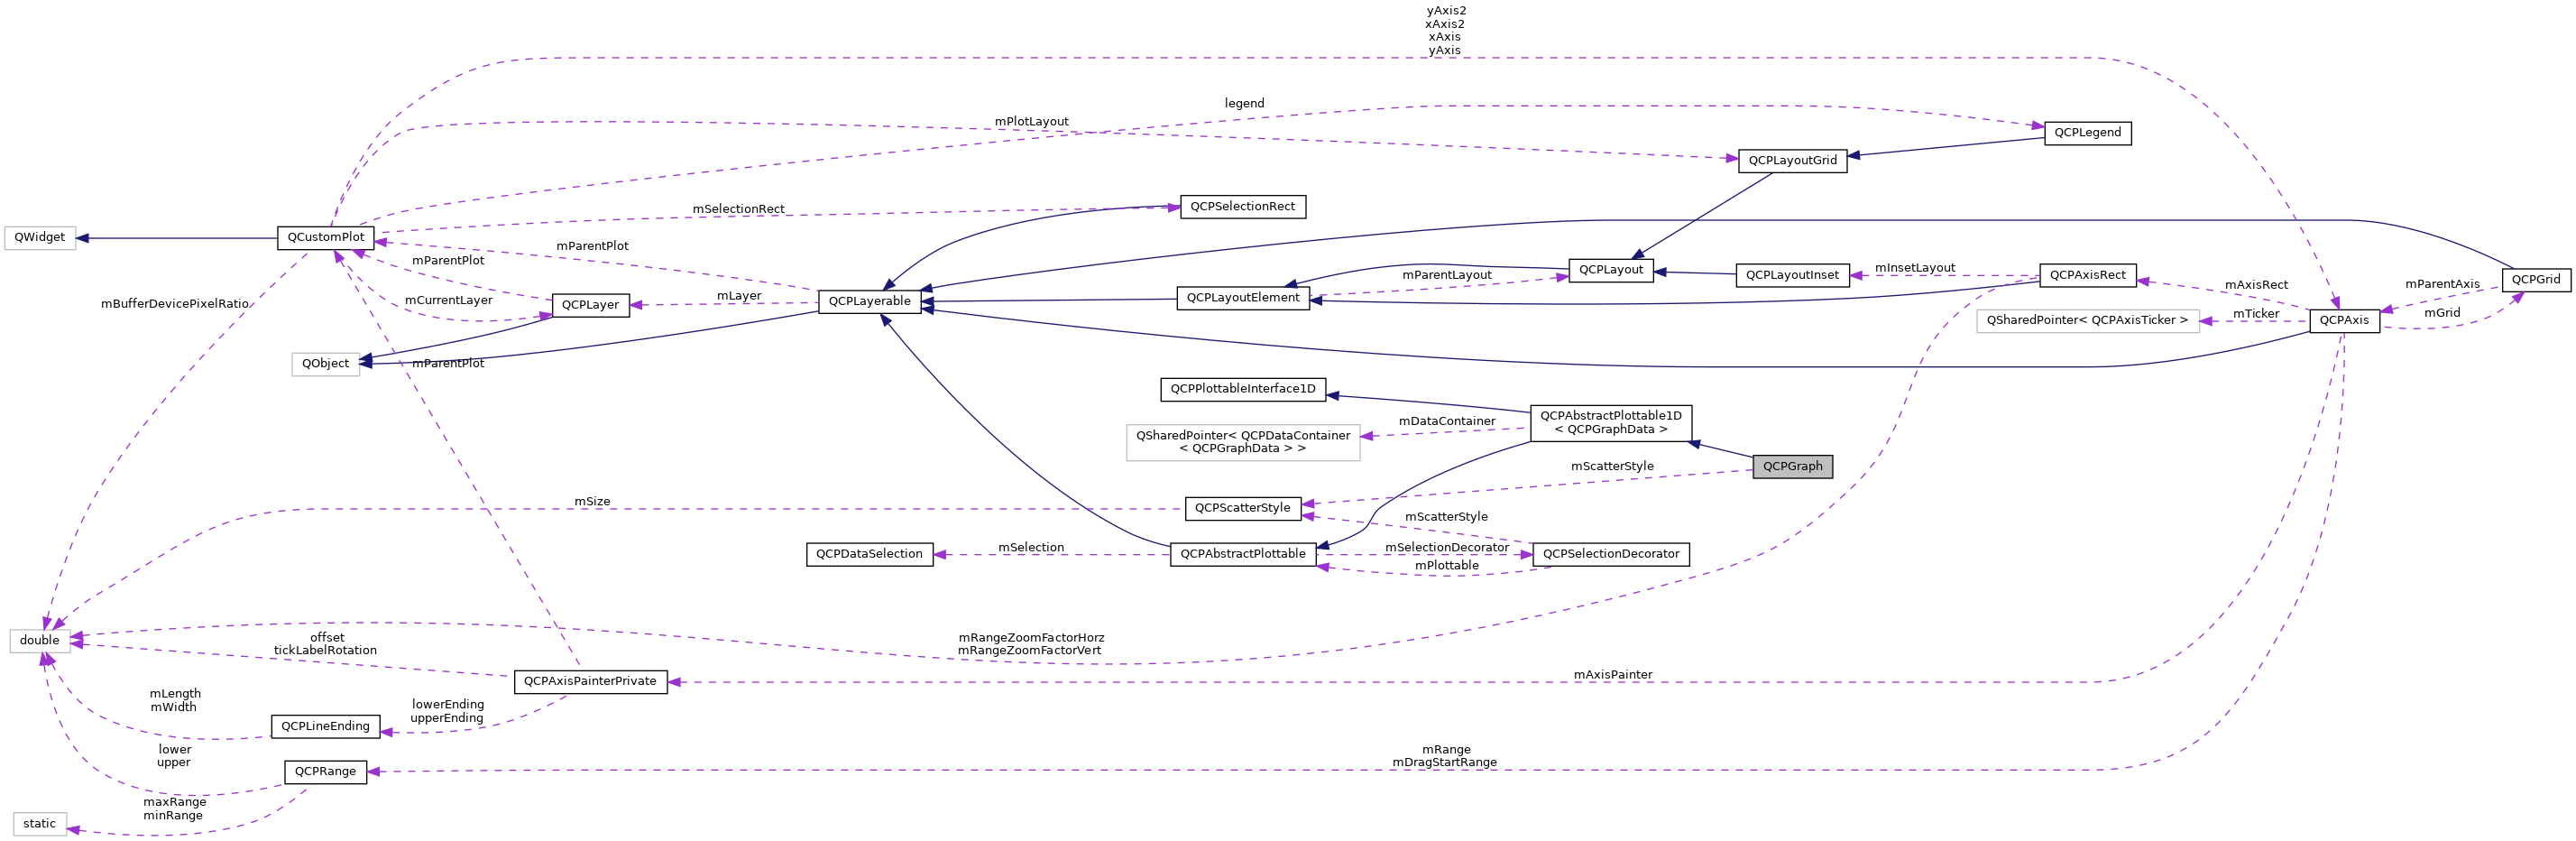 yAxis2
xAxis2
xAxis
yAxis
legend
mPlotLayout
QCPLegend
QCPLayoutGrid
mSelectionRect
QCPSelectionRect
QWidget
QCustomPlot
mParentPlot
mParentPlot
mBufferDevicePixelRatio
mCurrentLayer
QCPLayer
mLayer
QCPLayerable
QCPLayoutElement
mParentLayout
QCPLayout
QCPLayoutInset
mInsetLayout
QCPAxisRect
mAxisRect
mParentAxis
QCPGrid
mGrid
QSharedPointer< QCPAxisTicker >
mTicker
QCPAxis
QObject
mParentPlot
QCPPlottableInterface1D
QCPAbstractPlottable1D
< QCPGraphData >
mDataContainer
QSharedPointer< QCPDataContainer
< QCPGraphData > >
mScatterStyle
QCPGraph
mSize
QCPScatterStyle
mScatterStyle
QCPDataSelection
mSelection
QCPAbstractPlottable
mSelectionDecorator
QCPSelectionDecorator
mPlottable
double
offset
tickLabelRotation
mRangeZoomFactorHorz
mRangeZoomFactorVert
QCPAxisPainterPrivate
mAxisPainter
mLength
mWidth
QCPLineEnding
lowerEnding
upperEnding
lower
upper
QCPRange
mRange
mDragStartRange
maxRange
minRange
static